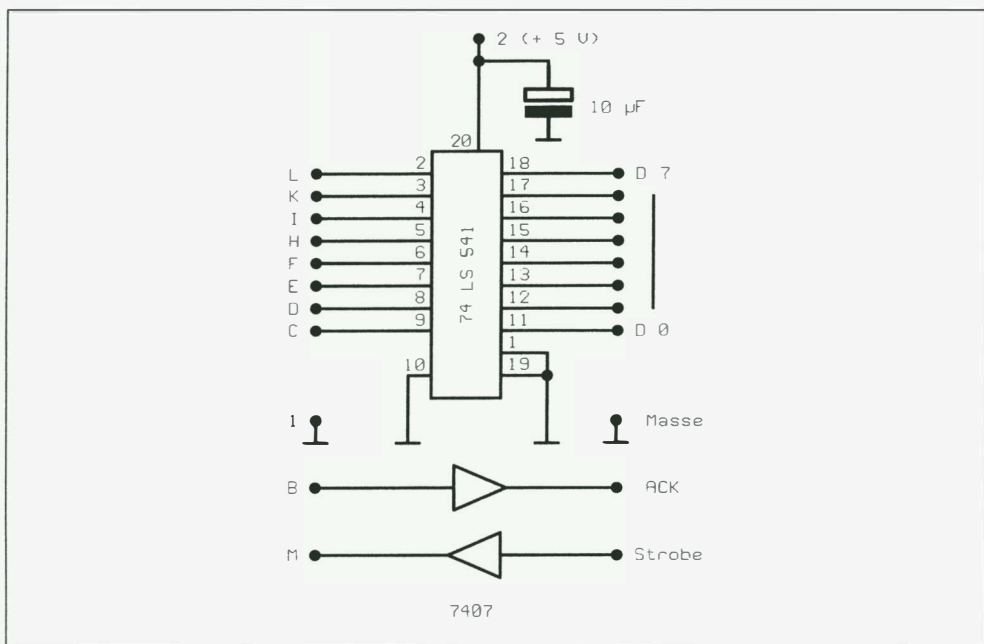 2 (+ 5 V)
10 µF
20
L 2 18 D 7
K 3 17
I 4 16
H 5 15
F 6 14
E 7 13
D 8 12
C 9 11 D 0
74 LS 541
1
10 19
1 Masse
B ACK
M Strobe
7407